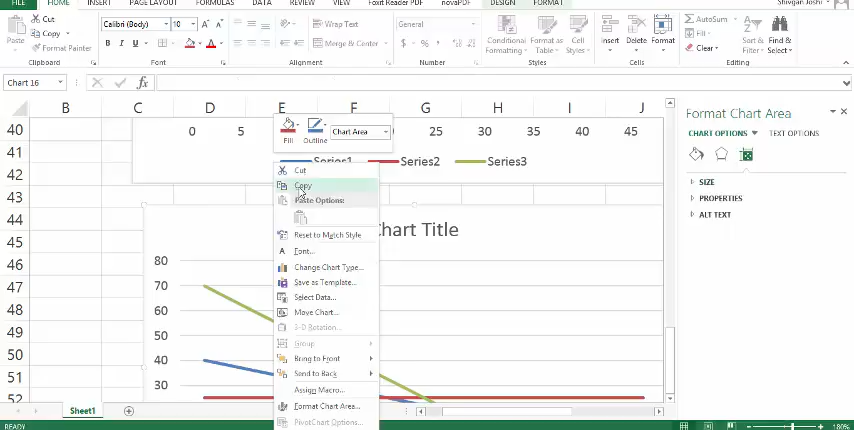 FILE HOME INSERT PAGE LAYOUT FORMULAS DATA REVIEW VIEW Foxit Reader PDF novaPDF DESIGN FORMAT Shivgan Joshi
Paste
Cut
Copy
Format Painter
Clipboard
Calibri (Body) 10
B I U
Font
Wrap Text
Merge & Center
Alignment
General
$ % ,
Number
Conditional Formatting
Format as Table
Cell Styles
Styles
Insert Delete Format
Cells
AutoSum
Fill
Clear
Sort & Filter
Find & Select
Editing
Chart 16
fx
B C D E F G H I J
40
41
42
43
44
45
46
47
48
49
50
51
52
0 5 25 30 35 40 45
Series1 Series2 Series3
Fill Outline Chart Area
Cut
Copy
Paste Options:
Reset to Match Style
Font...
Change Chart Type...
Save as Template...
Select Data...
Move Chart...
3-D Rotation...
Group
Bring to Front
Send to Back
Assign Macro...
Format Chart Area...
PivotChart Options...
Chart Title
80
70
60
50
40
30
Format Chart Area
CHART OPTIONS TEXT OPTIONS
SIZE
PROPERTIES
ALT TEXT
Sheet1
READY
180%